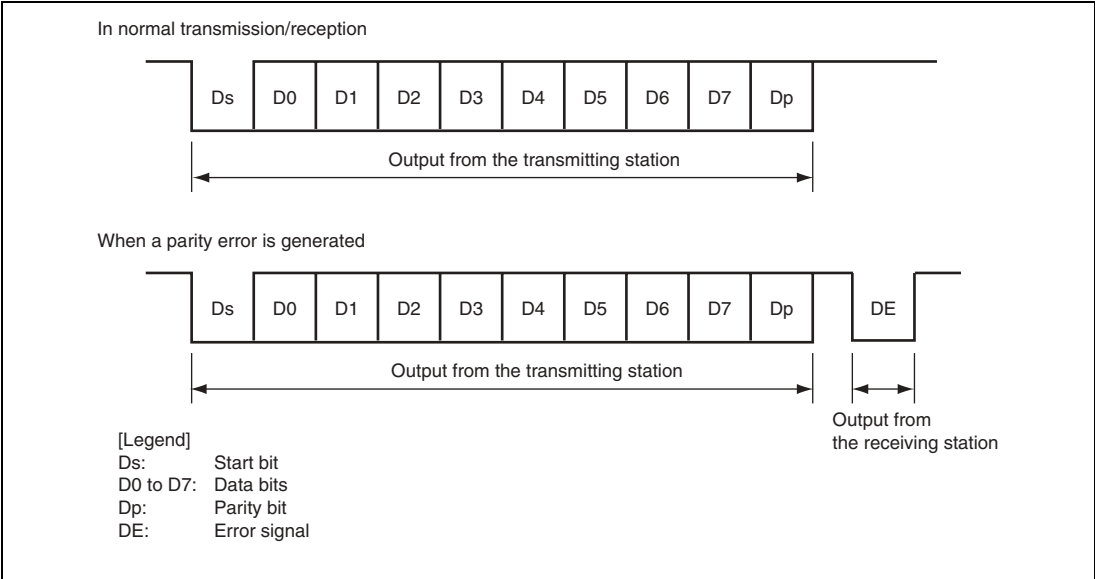 In normal transmission/reception
Ds D0 D1 D2 D3 D4 D5 D6 D7 Dp
Output from the transmitting station
When a parity error is generated
Ds D0 D1 D2 D3 D4 D5 D6 D7 Dp DE
Output from the transmitting station
Output from
the receiving station
[Legend]
Ds: Start bit
D0 to D7: Data bits
Dp: Parity bit
DE: Error signal